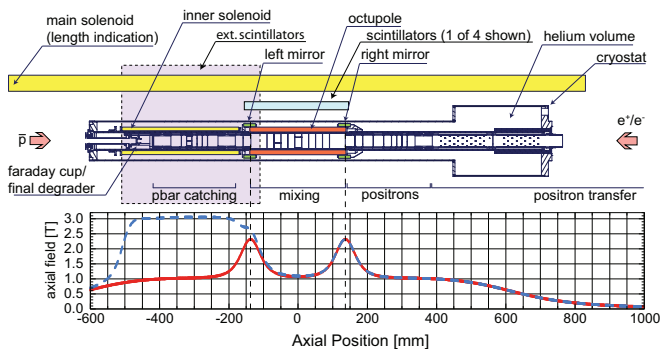 main solenoid
(length indication)
inner solenoid
ext. scintillators
left mirror
octupole
scintillators (1 of 4 shown)
right mirror
helium volume
cryostat
p̅
e⁺/e⁻
faraday cup/
final degrader
pbar catching
mixing
positrons
positron transfer
axial field [T]
3.0
2.5
2.0
1.5
1.0
0.5
0.0
-600 -400 -200 0 200 400 600 800 1000
Axial Position [mm]